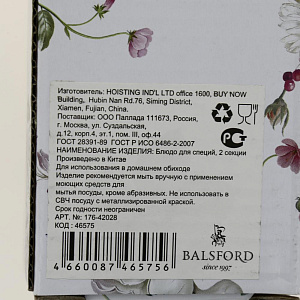 Изготовитель: HOISTING IND'L LTD office 1600, BUY NOW
Building, Hubin Nan Rd.76, Siming District,
Xiamen, Fujian, China
Поставщик: ООО Паллада 111673, г.
г. Москва, ул. Суздальская,
д.12, корп.4, эт.1, пом. III, оф.44
ГОСТ 28391-89 ГОСТ Р ИСО 6486-2-2007
НАИМЕНОВАНИЕ ИЗДЕЛИЯ: Блюдо для специй, 2 секции
Произведено в Китае
Для использования в домашнем обиходе
Изделие рекомендуется мыть вручную с применением
моющих средств для
мытья посуды, кроме абразивных. Не использовать в
СВЧ посуду с металлизированной краской.
Срок годности неограничен
АРТ. № 176-42028
КОД : 46575
4 660087 465756
BALSFORD
since 1997